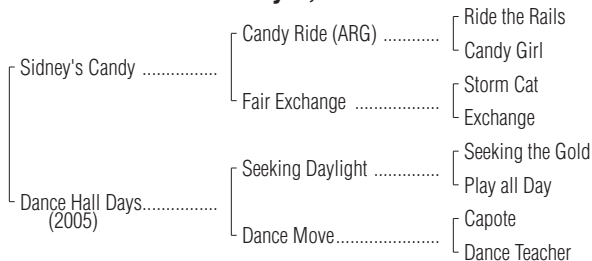 Ride the Rails
Candy Ride (ARG) ............
Candy Girl
Sidney's Candy ................
Storm Cat
Fair Exchange ..................
Exchange
Seeking the Gold
Seeking Daylight ..............
Play all Day
Dance Hall Days................
(2005)
Capote
Dance Move......................
Dance Teacher